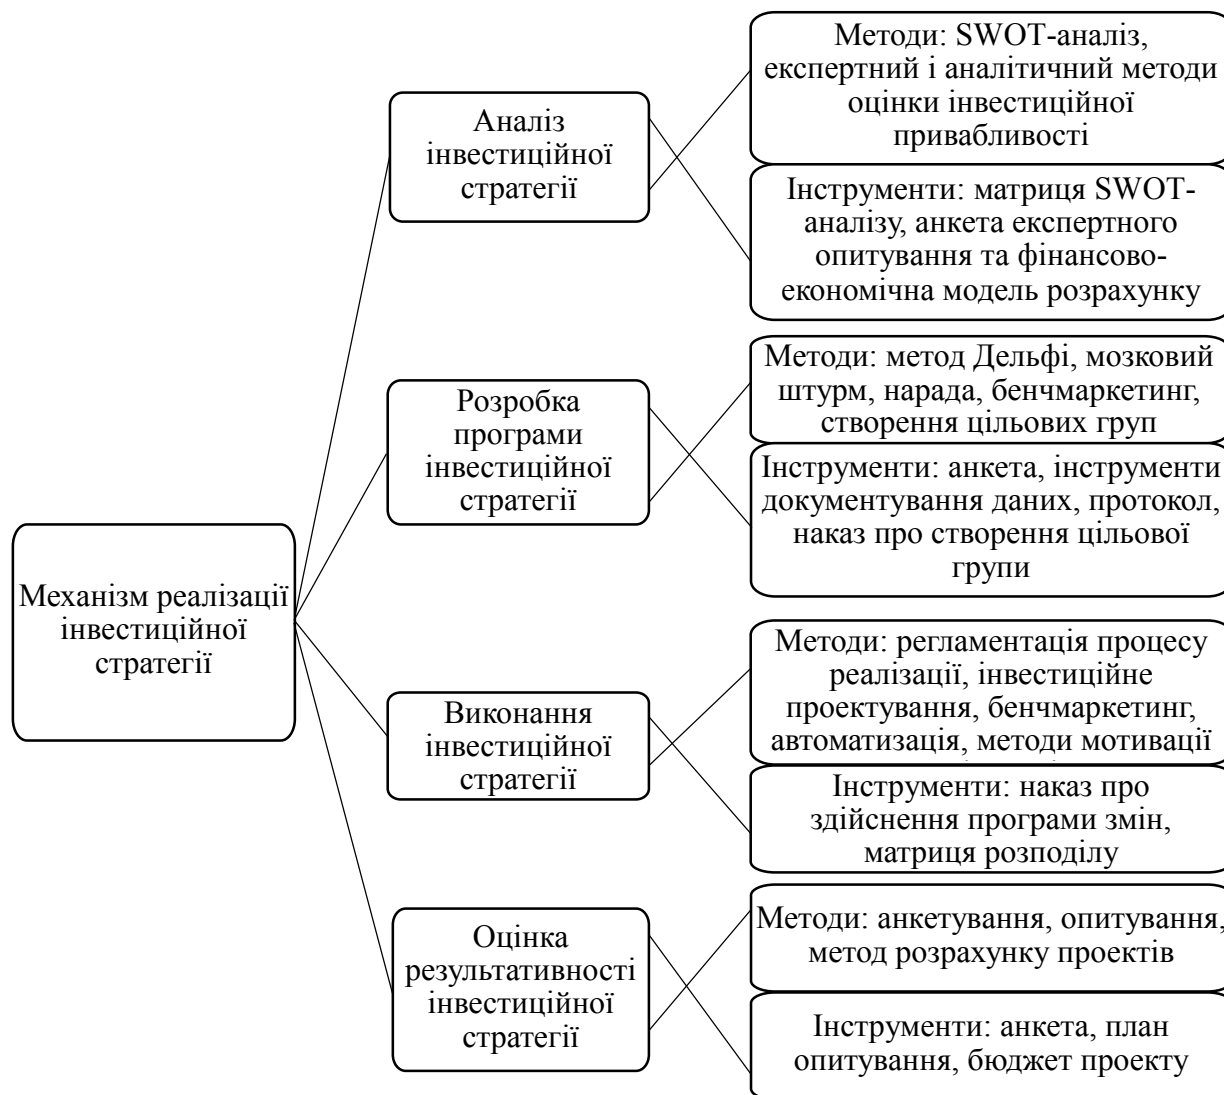 Механізм реалізації
інвестиційної
стратегії
Аналіз
інвестиційної
стратегії
Методи: SWOT-аналіз,
експертний і аналітичний методи
оцінки інвестиційної
привабливості
Інструменти: матриця SWOT-
аналізу, анкета експертного
опитування та фінансово-
економічна модель розрахунку
Розробка
програми
інвестиційної
стратегії
Методи: метод Дельфі, мозковий
штурм, нарада, бенчмаркетинг,
створення цільових груп
Інструменти: анкета, інструменти
документування даних, протокол,
наказ про створення цільової
групи
Виконання
інвестиційної
стратегії
Методи: регламентація процесу
реалізації, інвестиційне
проектування, бенчмаркетинг,
автоматизація, методи мотивації
Інструменти: наказ про
здійснення програми змін,
матриця розподілу
Оцінка
результативності
інвестиційної
стратегії
Методи: анкетування, опитування,
метод розрахунку проектів
Інструменти: анкета, план
опитування, бюджет проекту